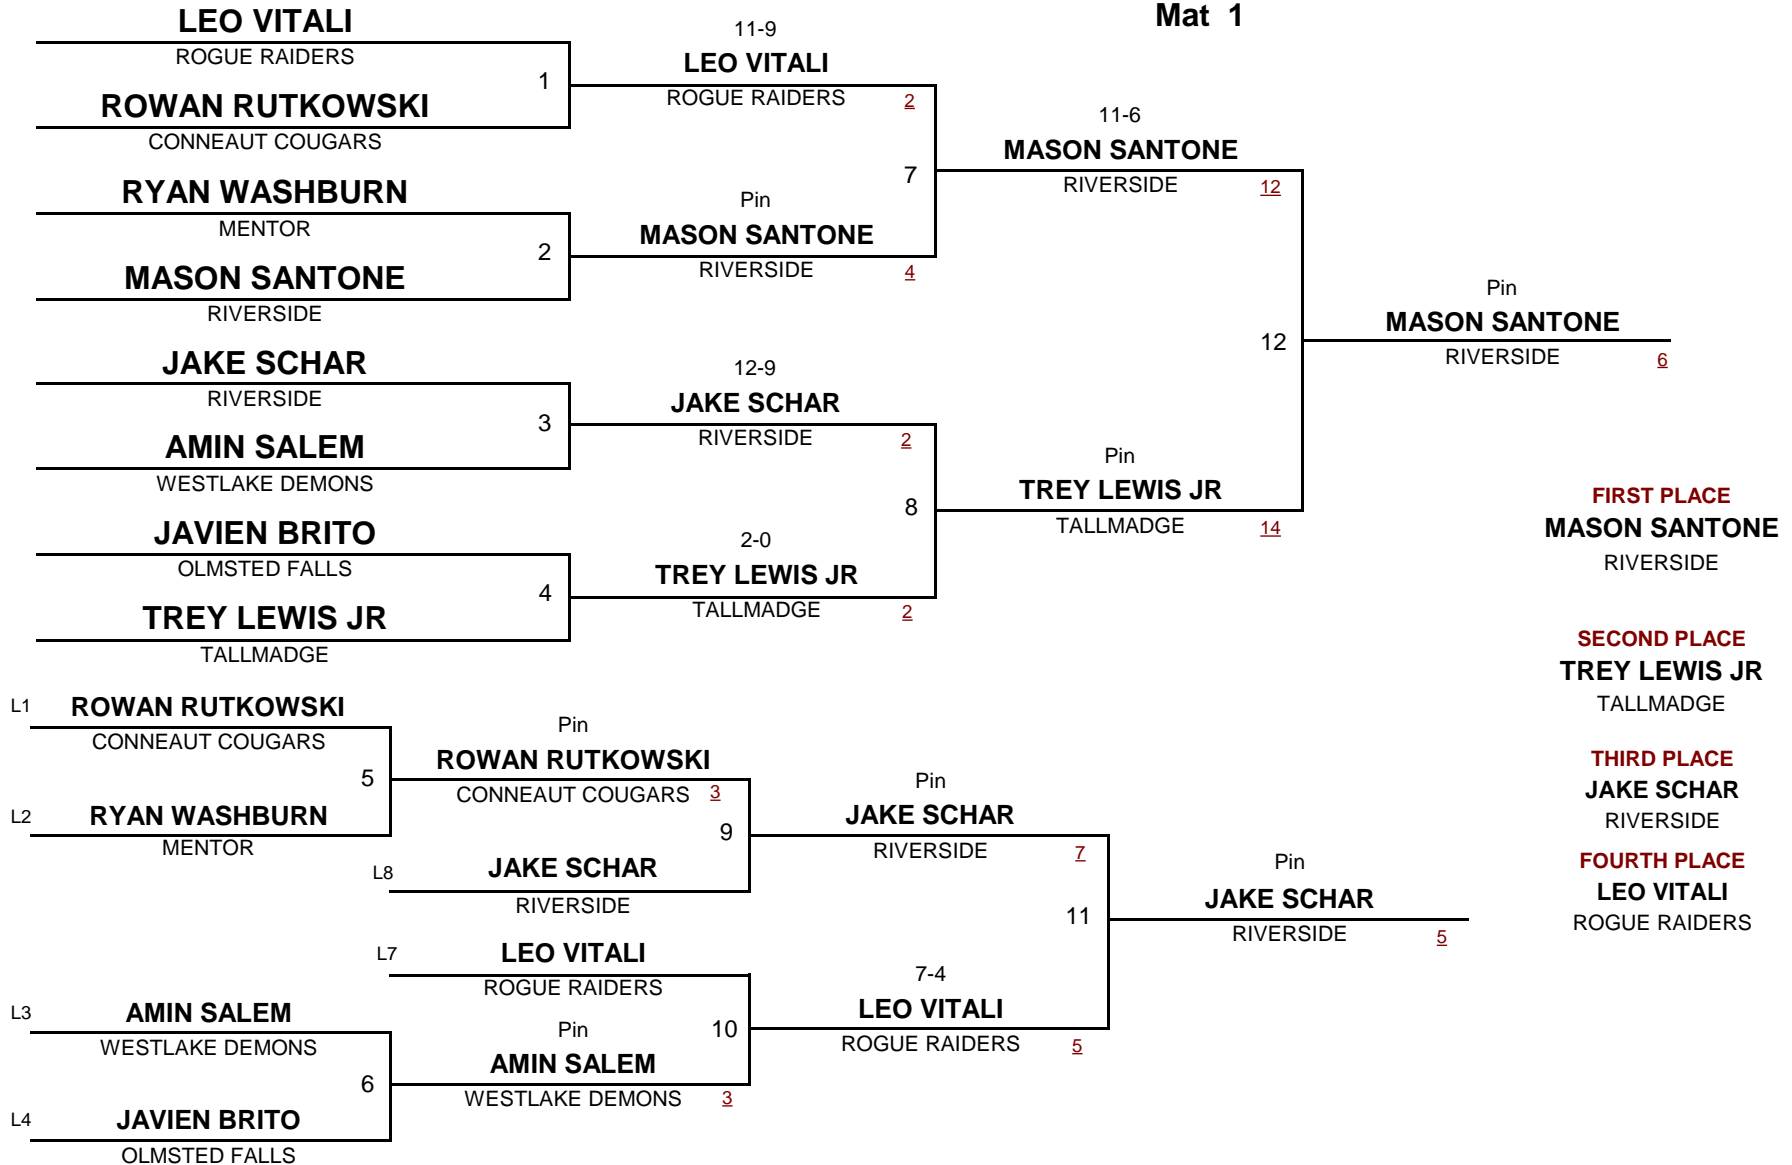 Mat 1
LEO VITALI
ROGUE RAIDERS
1
ROWAN RUTKOWSKI
CONNEAUT COUGARS
RYAN WASHBURN
MENTOR
2
MASON SANTONE
RIVERSIDE
JAKE SCHAR
RIVERSIDE
3
AMIN SALEM
WESTLAKE DEMONS
JAVIEN BRITO
OLMSTED FALLS
4
TREY LEWIS JR
TALLMADGE
11-9
LEO VITALI
ROGUE RAIDERS 2
7
Pin
MASON SANTONE
RIVERSIDE 4
12-9
JAKE SCHAR
RIVERSIDE 2
8
2-0
TREY LEWIS JR
TALLMADGE 2
11-6
MASON SANTONE
RIVERSIDE 12
12
Pin
TREY LEWIS JR
TALLMADGE 14
Pin
MASON SANTONE
RIVERSIDE 6
L1 ROWAN RUTKOWSKI
CONNEAUT COUGARS
5
L2 RYAN WASHBURN
MENTOR
L3 AMIN SALEM
WESTLAKE DEMONS
6
L4 JAVIEN BRITO
OLMSTED FALLS
Pin
ROWAN RUTKOWSKI
CONNEAUT COUGARS 3
9
L8 JAKE SCHAR
RIVERSIDE
L7 LEO VITALI
ROGUE RAIDERS
10
Pin
AMIN SALEM
WESTLAKE DEMONS 3
Pin
JAKE SCHAR
RIVERSIDE 7
11
7-4
LEO VITALI
ROGUE RAIDERS 5
Pin
JAKE SCHAR
RIVERSIDE 5
FIRST PLACE
MASON SANTONE
RIVERSIDE
SECOND PLACE
TREY LEWIS JR
TALLMADGE
THIRD PLACE
JAKE SCHAR
RIVERSIDE
FOURTH PLACE
LEO VITALI
ROGUE RAIDERS